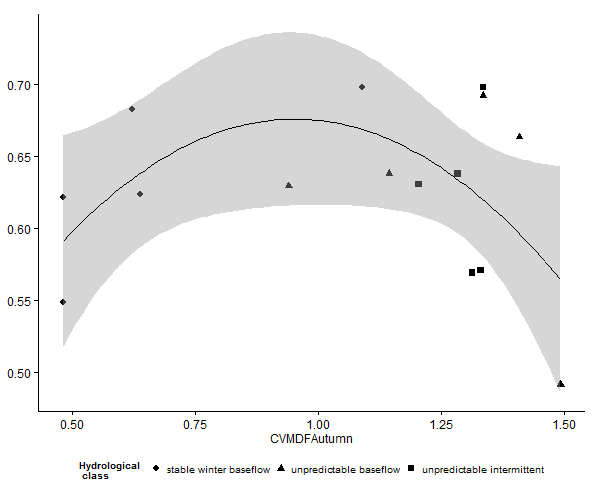 0.70
0.65
0.60
0.55
0.50
0.50 0.75 1.00 1.25 1.50
CVMDFAutumn
Hydrological
class
stable winter baseflow unpredictable baseflow unpredictable intermittent